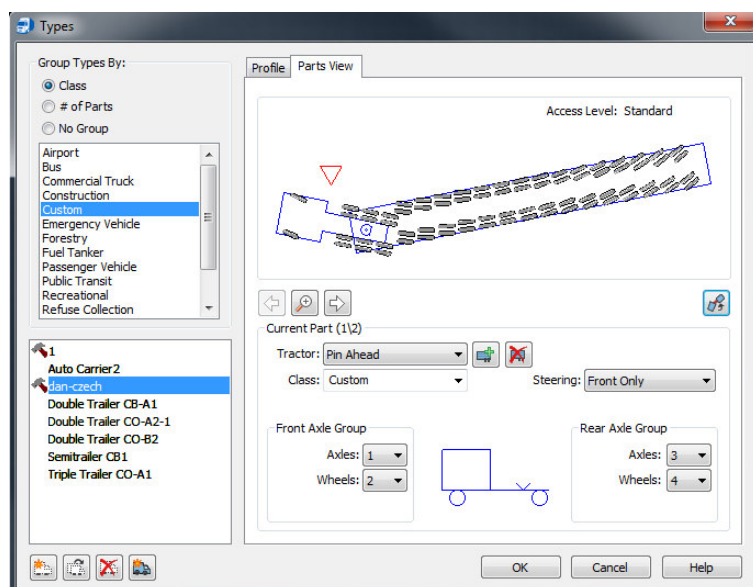 Types
Group Types By:
Class
# of Parts
No Group
Airport
Bus
Commercial Truck
Construction
Custom
Emergency Vehicle
Forestry
Fuel Tanker
Passenger Vehicle
Public Transit
Recreational
Refuse Collection
1
Auto Carrier2
dan-czech
Double Trailer CB-A1
Double Trailer CO-A2-1
Double Trailer CO-B2
Semitrailer CB1
Triple Trailer CO-A1
Profile
Parts View
Access Level: Standard
Current Part (1\2)
Tractor: Pin Ahead
Class: Custom
Steering: Front Only
Front Axle Group
Axles: 1
Wheels: 2
Rear Axle Group
Axles: 3
Wheels: 4
OK
Cancel
Help